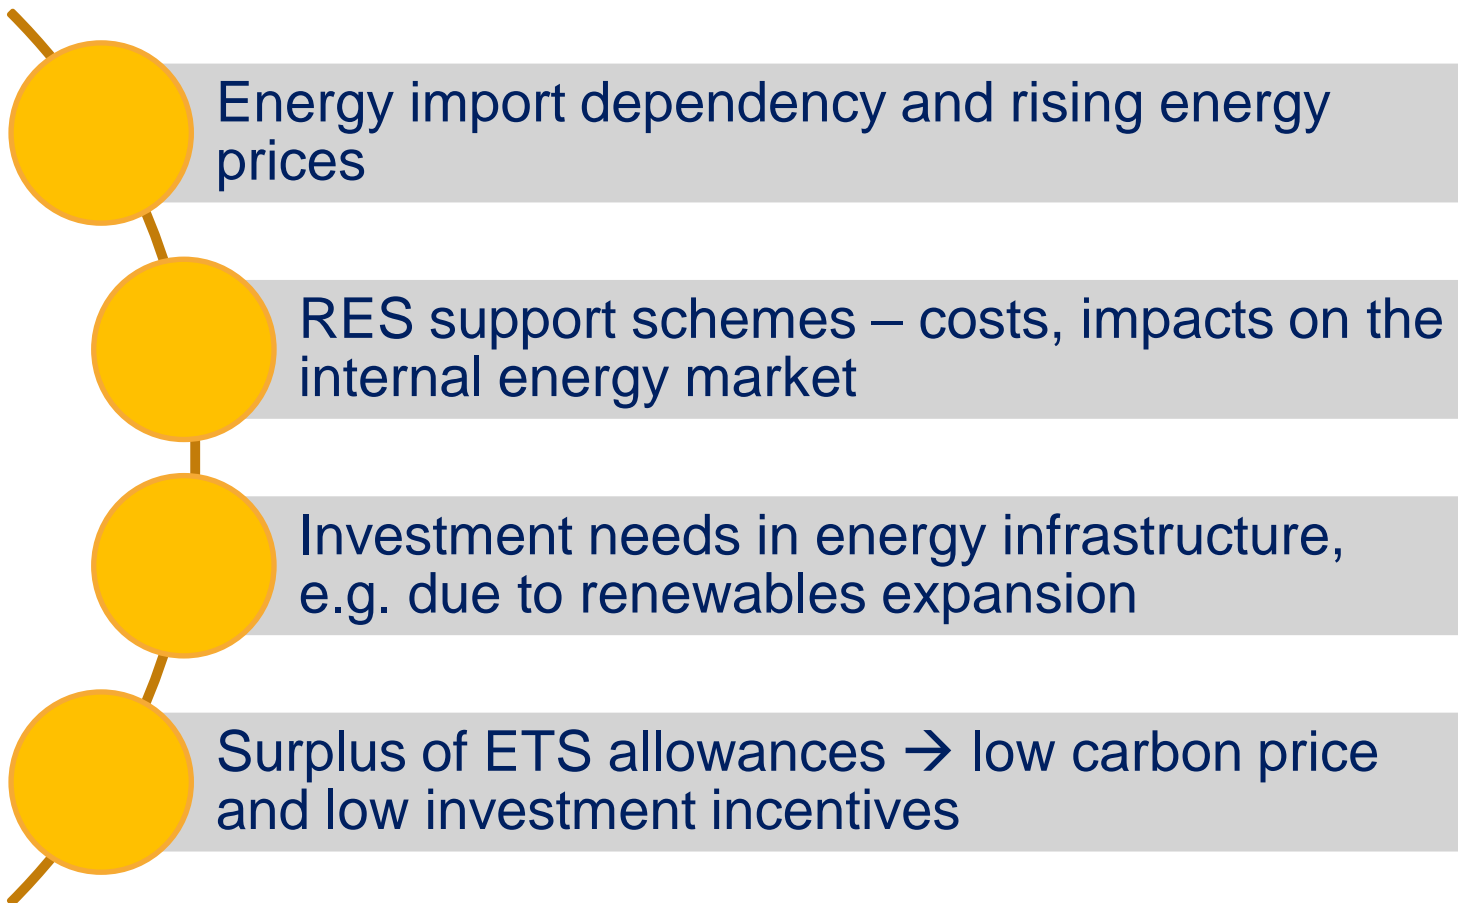 Energy import dependency and rising energy
prices
RES support schemes – costs, impacts on the
internal energy market
Investment needs in energy infrastructure,
e.g. due to renewables expansion
Surplus of ETS allowances → low carbon price
and low investment incentives